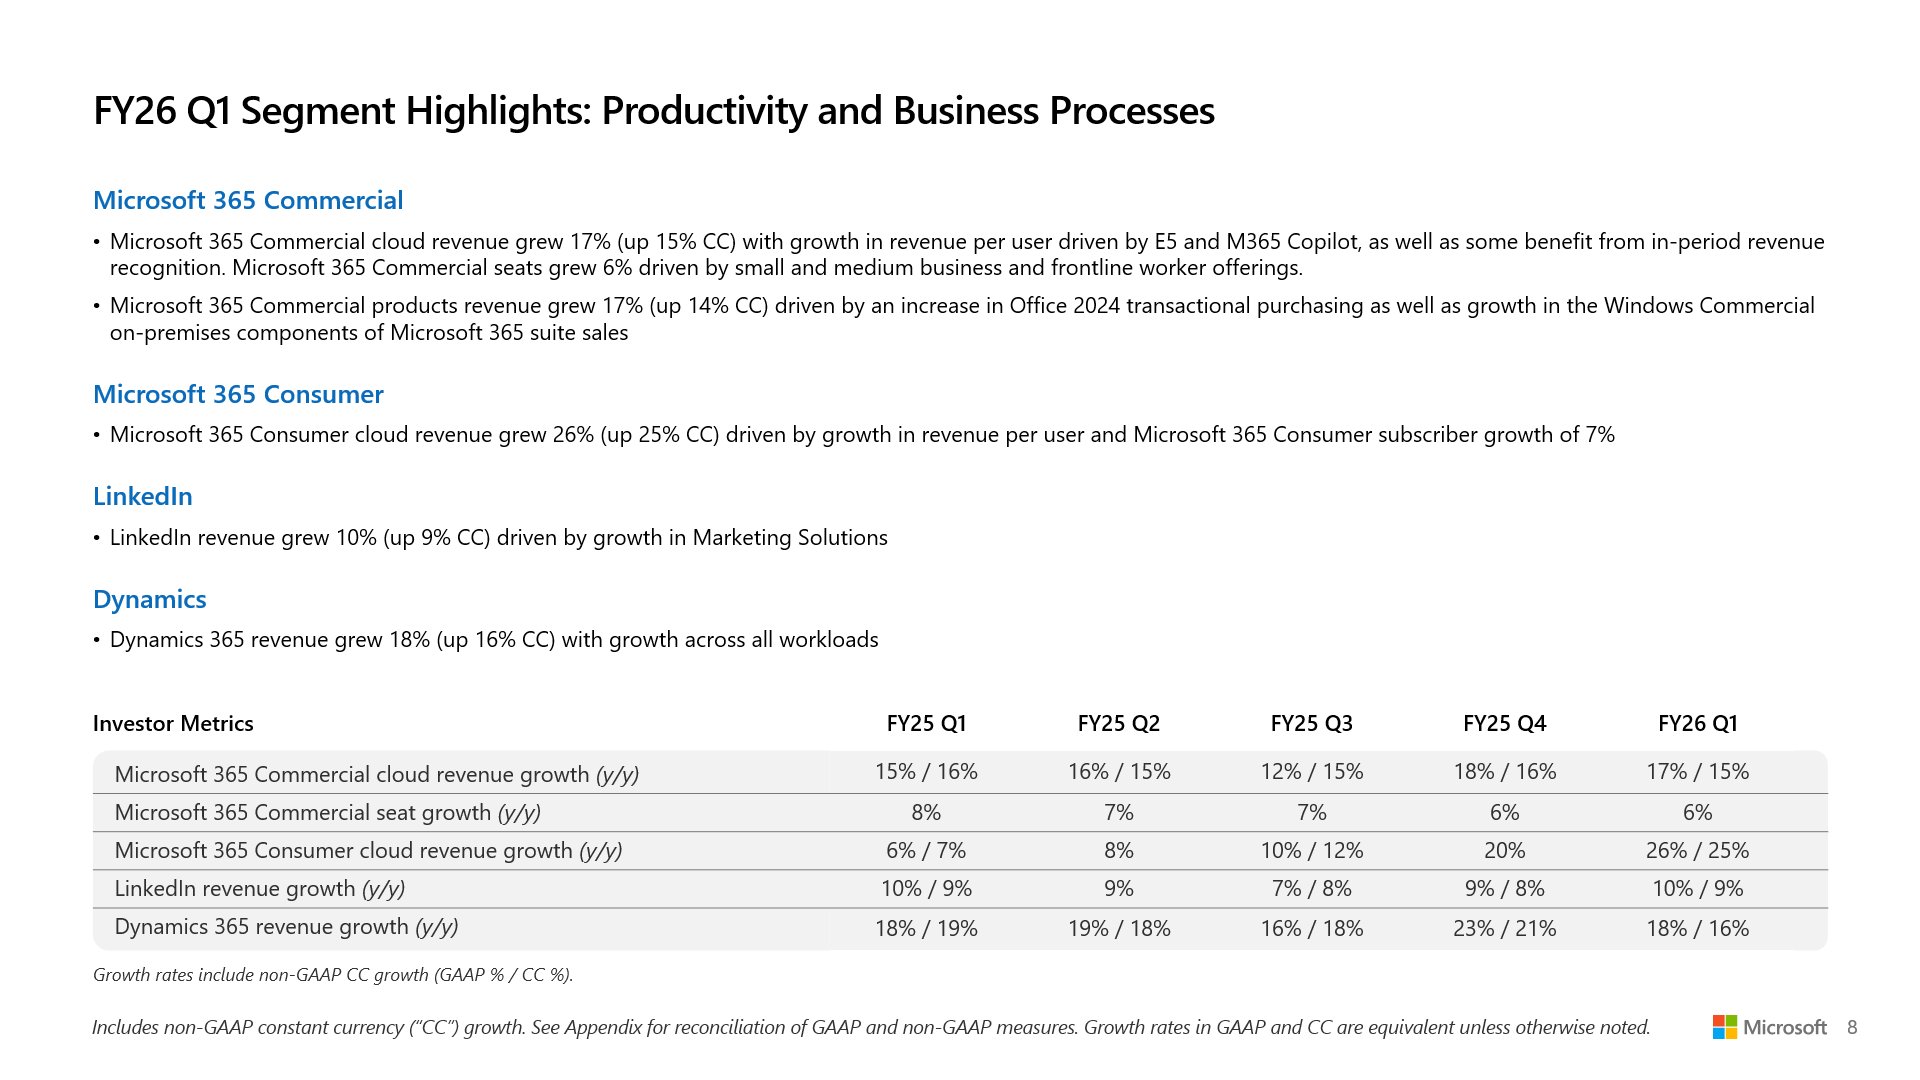 FY26 Q1 Segment Highlights: Productivity and Business Processes
Microsoft 365 Commercial
• Microsoft 365 Commercial cloud revenue grew 17% (up 15% CC) with growth in revenue per user driven by E5 and M365 Copilot, as well as some benefit from in-period revenue
recognition. Microsoft 365 Commercial seats grew 6% driven by small and medium business and frontline worker offerings.
• Microsoft 365 Commercial products revenue grew 17% (up 14% CC) driven by an increase in Office 2024 transactional purchasing as well as growth in the Windows Commercial
on-premises components of Microsoft 365 suite sales
Microsoft 365 Consumer
• Microsoft 365 Consumer cloud revenue grew 26% (up 25% CC) driven by growth in revenue per user and Microsoft 365 Consumer subscriber growth of 7%
LinkedIn
• LinkedIn revenue grew 10% (up 9% CC) driven by growth in Marketing Solutions
Dynamics
• Dynamics 365 revenue grew 18% (up 16% CC) with growth across all workloads
Investor Metrics FY25 Q1 FY25 Q2 FY25 Q3 FY25 Q4 FY26 Q1
Microsoft 365 Commercial cloud revenue growth (y/y) 15% / 16% 16% / 15% 12% / 15% 18% / 16% 17% / 15%
Microsoft 365 Commercial seat growth (y/y) 8% 7% 7% 6% 6%
Microsoft 365 Consumer cloud revenue growth (y/y) 6% / 7% 8% 10% / 12% 20% 26% / 25%
LinkedIn revenue growth (y/y) 10% / 9% 9% 7% / 8% 9% / 8% 10% / 9%
Dynamics 365 revenue growth (y/y) 18% / 19% 19% / 18% 16% / 18% 23% / 21% 18% / 16%
Growth rates include non-GAAP CC growth (GAAP % / CC %).
Includes non-GAAP constant currency (“CC”) growth. See Appendix for reconciliation of GAAP and non-GAAP measures. Growth rates in GAAP and CC are equivalent unless otherwise noted.
Microsoft 8